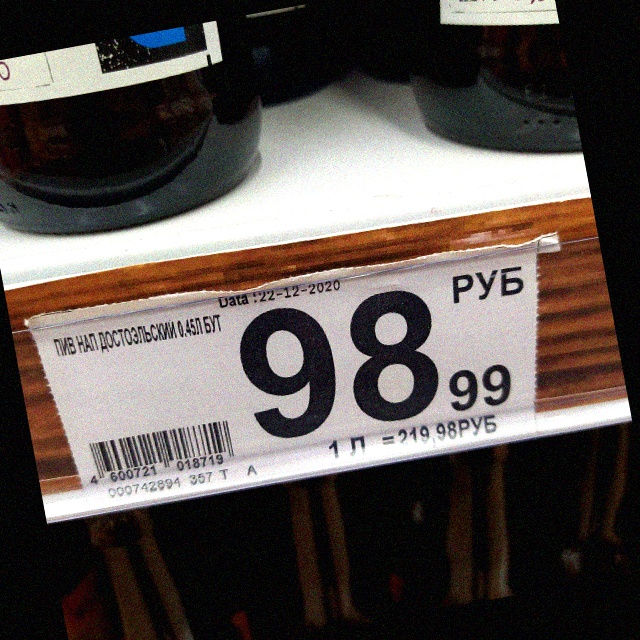 Data :22-12-2020
ПИВ НАП ДОСТОЭЛЬСКИЙ 0.45Л БУТ
98 99 РУБ
1 Л =219,98РУБ
4 600721 018719
000742894 357 Т А